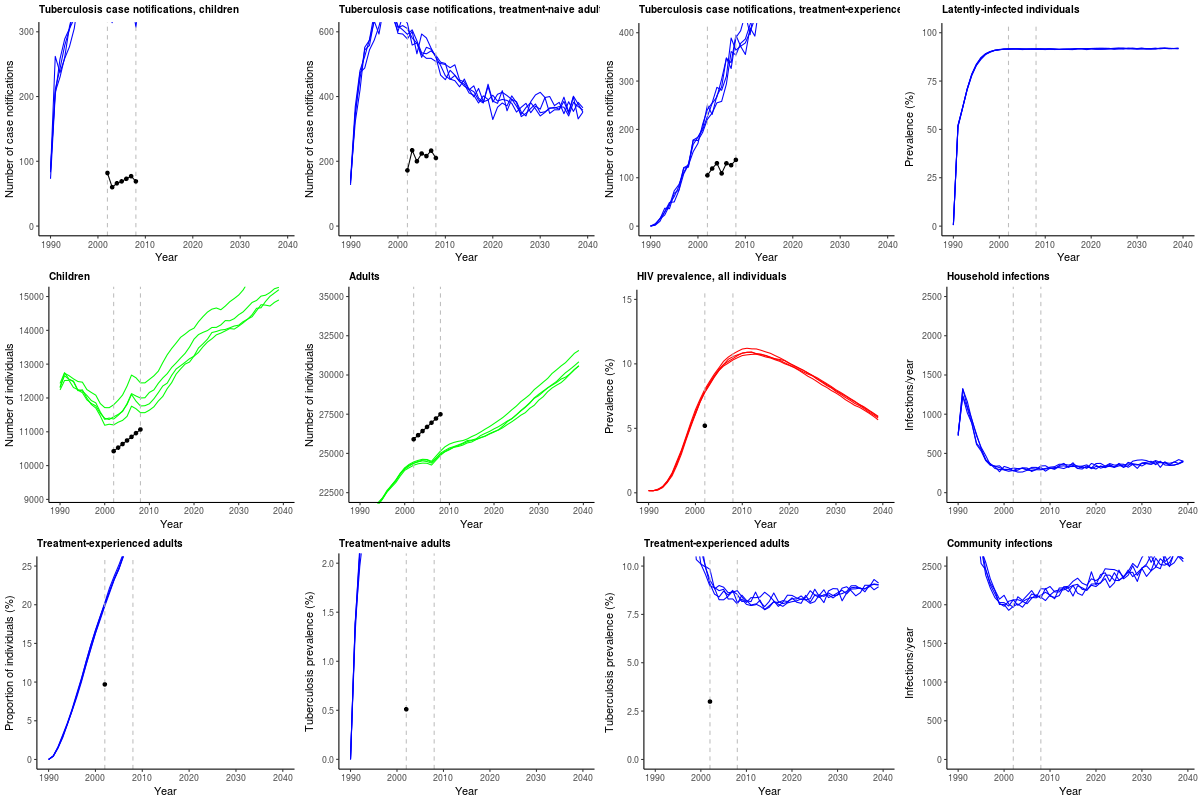 Tuberculosis case notifications, children
Number of case notifications
300
200
100
0
1990 2000 2010 2020 2030 2040
Year
Tuberculosis case notifications, treatment-naive adul
Number of case notifications
600
400
200
0
1990 2000 2010 2020 2030 2040
Year
Tuberculosis case notifications, treatment-experience
Number of case notifications
400
300
200
100
0
1990 2000 2010 2020 2030 2040
Year
Latently-infected individuals
Prevalence (%)
100
75
50
25
0
1990 2000 2010 2020 2030 2040
Year
Children
Number of individuals
15000
14000
13000
12000
11000
10000
9000
1990 2000 2010 2020 2030 2040
Year
Adults
Number of individuals
35000
32500
30000
27500
25000
22500
1990 2000 2010 2020 2030 2040
Year
HIV prevalence, all individuals
Prevalence (%)
15
10
5
0
1990 2000 2010 2020 2030 2040
Year
Household infections
Infections/year
2500
2000
1500
1000
500
0
1990 2000 2010 2020 2030 2040
Year
Treatment-experienced adults
Proportion of individuals (%)
25
20
15
10
5
0
1990 2000 2010 2020 2030 2040
Year
Treatment-naive adults
Tuberculosis prevalence (%)
2.0
1.5
1.0
0.5
0.0
1990 2000 2010 2020 2030 2040
Year
Treatment-experienced adults
Tuberculosis prevalence (%)
10.0
7.5
5.0
2.5
0.0
1990 2000 2010 2020 2030 2040
Year
Community infections
Infections/year
2500
2000
1500
1000
500
0
1990 2000 2010 2020 2030 2040
Year